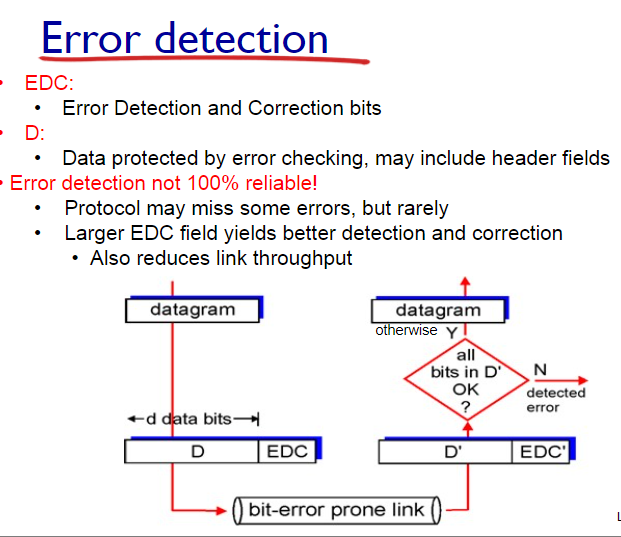 Error detection
• EDC:
• Error Detection and Correction bits
• D:
• Data protected by error checking, may include header fields
• Error detection not 100% reliable!
• Protocol may miss some errors, but rarely
• Larger EDC field yields better detection and correction
• Also reduces link throughput
datagram
d data bits
D EDC
bit-error prone link
datagram
otherwise Y
all
bits in D'
OK
?
N
detected
error
D' EDC'
L